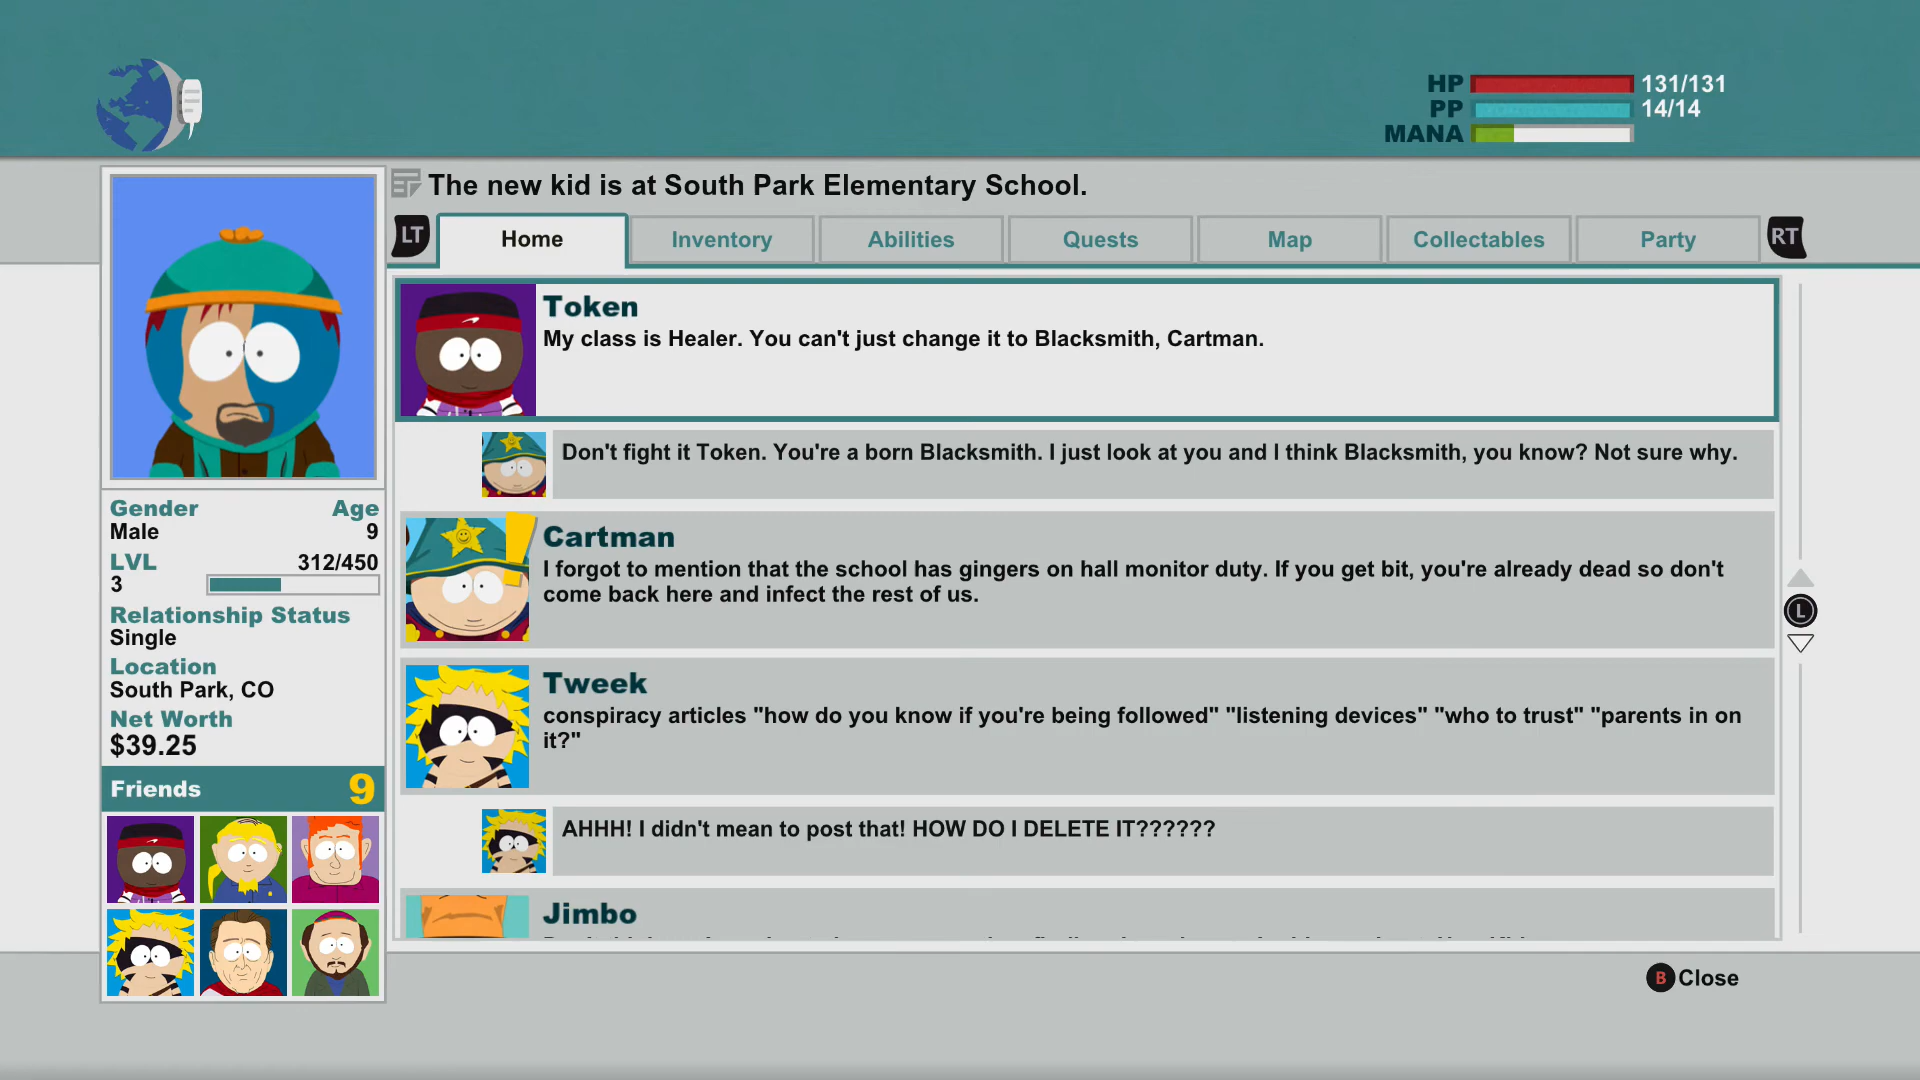 HP 131/131
PP 14/14
MANA
The new kid is at South Park Elementary School.
LT Home Inventory Abilities Quests Map Collectables Party RT
Token
My class is Healer. You can't just change it to Blacksmith, Cartman.
Don't fight it Token. You're a born Blacksmith. I just look at you and I think Blacksmith, you know? Not sure why.
Cartman
I forgot to mention that the school has gingers on hall monitor duty. If you get bit, you're already dead so don't
come back here and infect the rest of us.
Tweek
conspiracy articles "how do you know if you're being followed" "listening devices" "who to trust" "parents in on
it?"
AHHH! I didn't mean to post that! HOW DO I DELETE IT??????
Jimbo
Gender Age
Male 9
LVL 312/450
3
Relationship Status
Single
Location
South Park, CO
Net Worth
$39.25
Friends 9
L
B Close